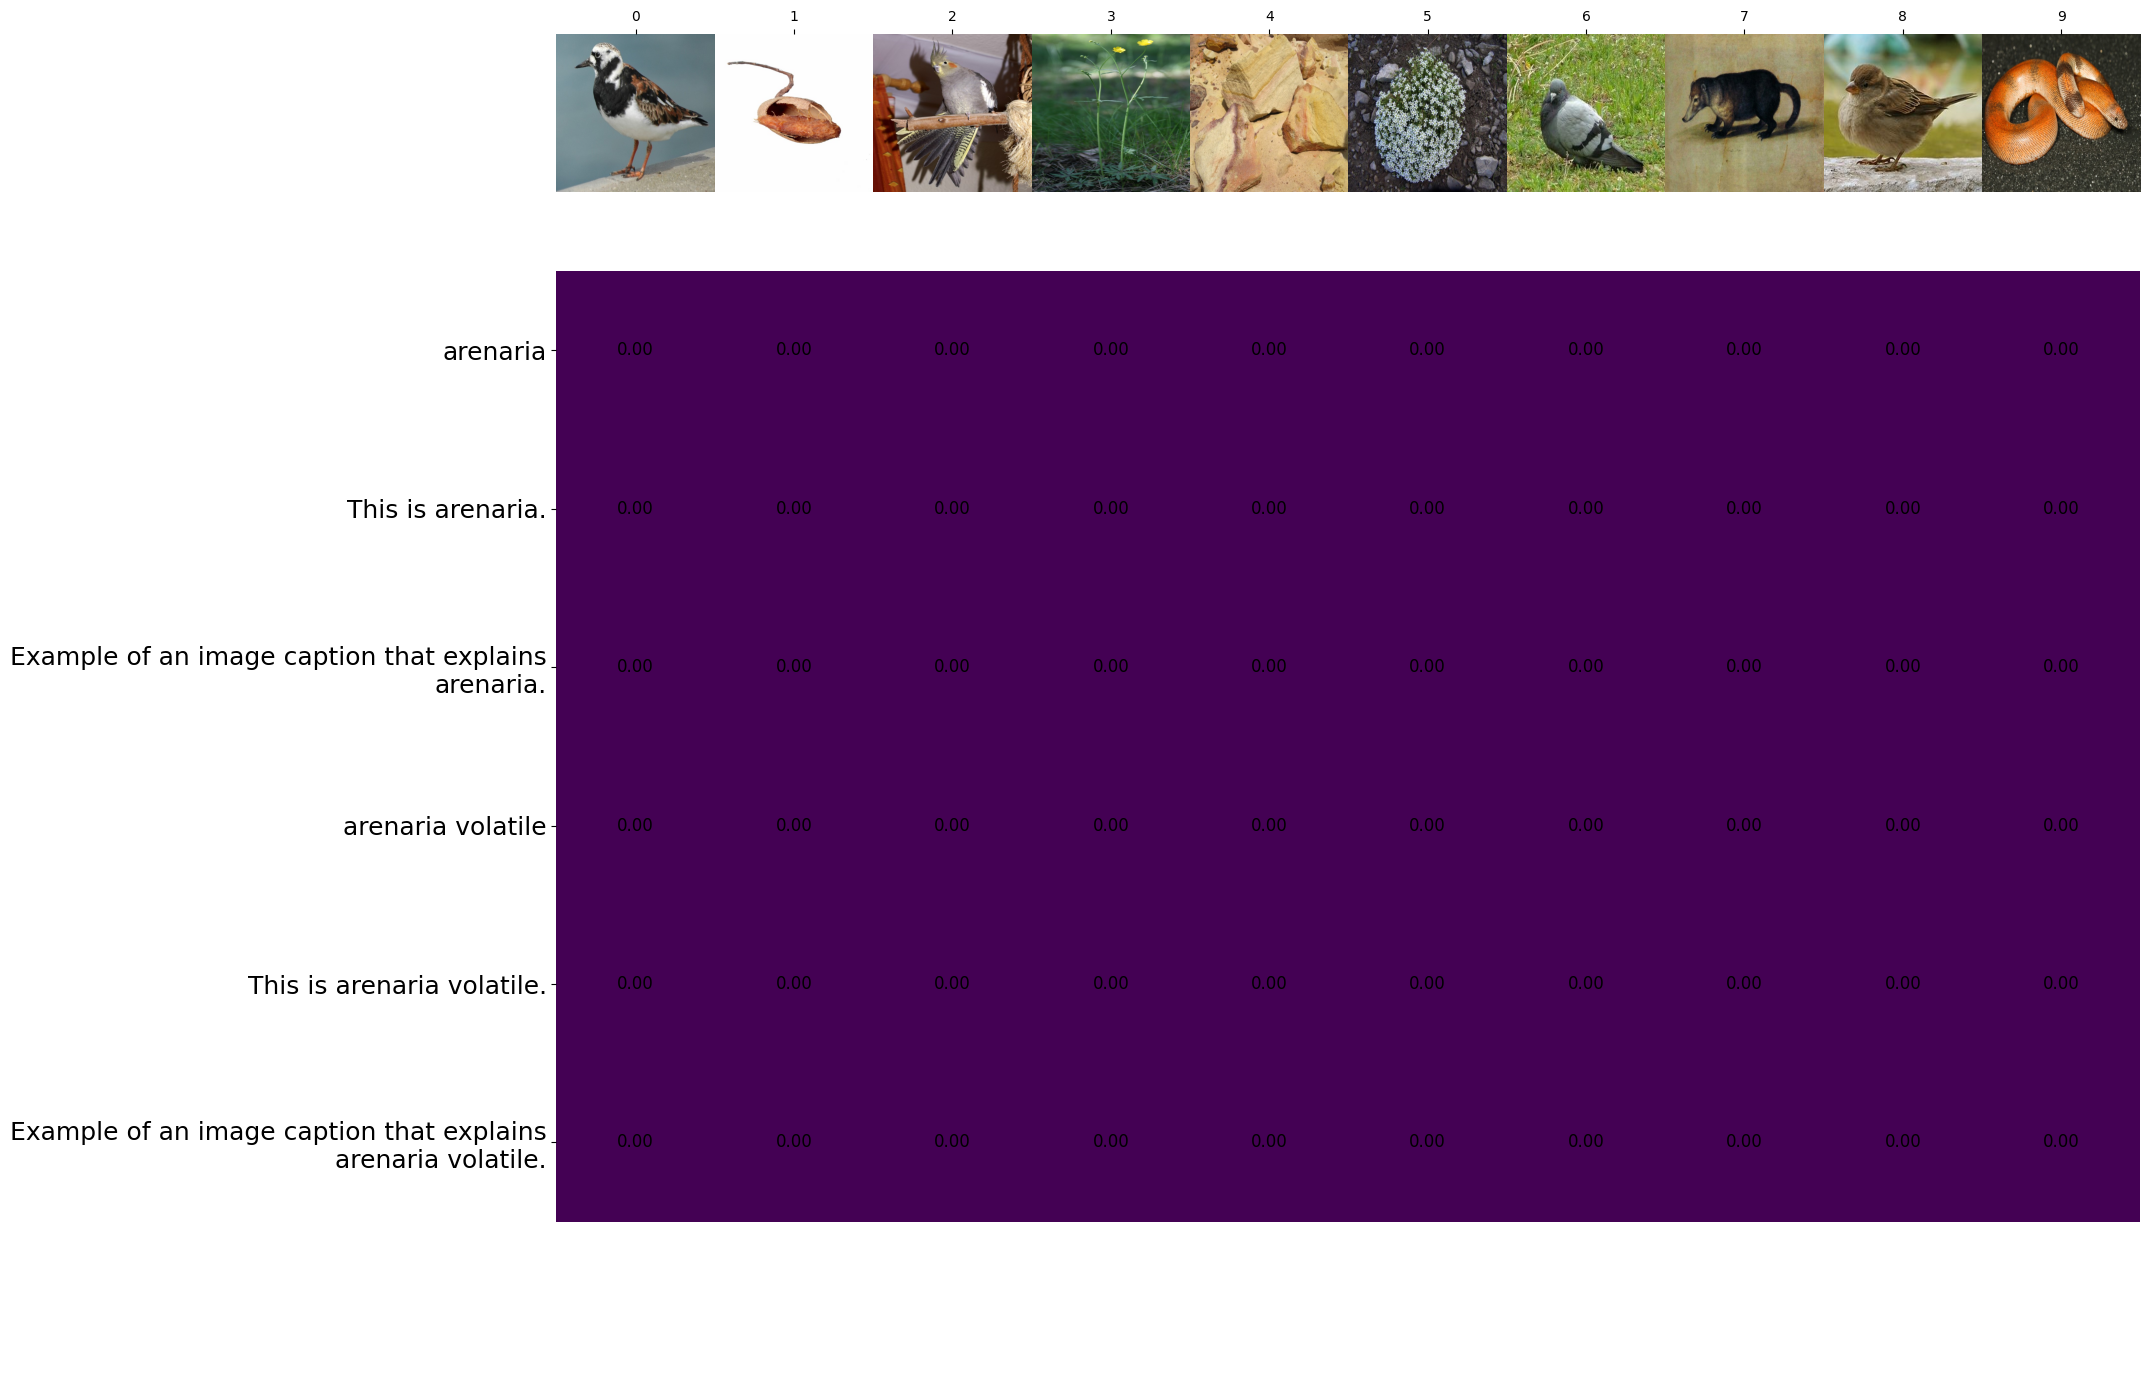 0 1 2 3 4 5 6 7 8 9
arenaria 0.00 0.00 0.00 0.00 0.00 0.00 0.00 0.00 0.00 0.00
This is arenaria. 0.00 0.00 0.00 0.00 0.00 0.00 0.00 0.00 0.00 0.00
Example of an image caption that explains
arenaria. 0.00 0.00 0.00 0.00 0.00 0.00 0.00 0.00 0.00 0.00
arenaria volatile 0.00 0.00 0.00 0.00 0.00 0.00 0.00 0.00 0.00 0.00
This is arenaria volatile. 0.00 0.00 0.00 0.00 0.00 0.00 0.00 0.00 0.00 0.00
Example of an image caption that explains
arenaria volatile. 0.00 0.00 0.00 0.00 0.00 0.00 0.00 0.00 0.00 0.00